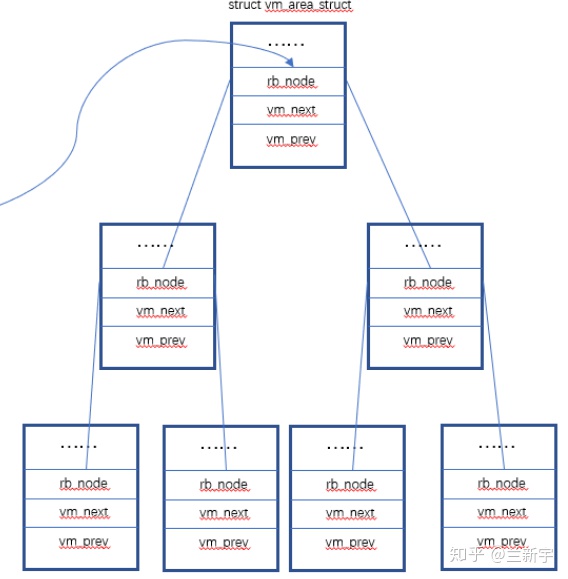 struct vm_area_struct
……
rb_node
vm_next
vm_prev
……
rb_node
vm_next
vm_prev
……
rb_node
vm_next
vm_prev
……
rb_node
vm_next
vm_prev
……
rb_node
vm_next
vm_prev
……
rb_node
vm_next
vm_prev
……
rb_node
vm_next
vm_prev
知乎 @兰新宇